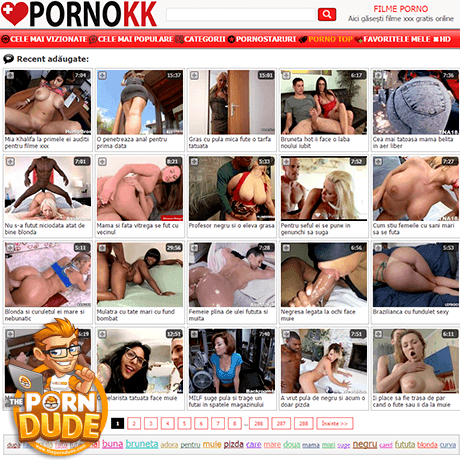 PORNOKK
FILME PORNO
Aici găsești filme xxx gratis online
CELE MAI VIZIONATE CELE MAI POPULARE CATEGORII PORNOSTARURI PORNO TOP FAVORITELE MELE HD
Recent adăugate:
7:04 15:37 15:01 6:17
Mia Khalifa la primele ei auditii pentru filme xxx
O penetreaza anal pentru prima data
Gras cu pula mica fute o tarfa tatuata
Bruneta hot ii face o laba noului iubit
Cea mai tatoasa mama belita in aer liber
7:01 8:21 5:33 7:52 7:27
Nu s-a futut niciodata atat de bine blonda
Mama si fata vitrega se fut cu vecinul
Profesor negru si o eleva grasa
Pentru seful ei se pune in genunchi sa suga
Cum stiu femeile cu sani mari sa se futa
5:11 29:56 7:28 6:56 5:53
Blonda si curuletul ei mare si nebunatic
Mulatra cu tate mari cu fund bombat
Femeie plina de ulei fututa si muita
Negresa legata la ochi face muie
Brazilianca cu fundulet sexy
6:19 12:51 7:40
Backroom
THE PORN DUDE
ochelarista tatuata face muie
MILF suge pula si trage un futai in spatele magazinului
A vrut pula de negru si acum o doar pizda
Ii place sa fie trasa de par cand o fute sau ii da la muie
1 2 3 4 5 6 7 8 ... 286 287 288 Înainte >>
buna bruneta adora pentru muie pizda care mare două mama mari suge negru cand fututa blonda curva